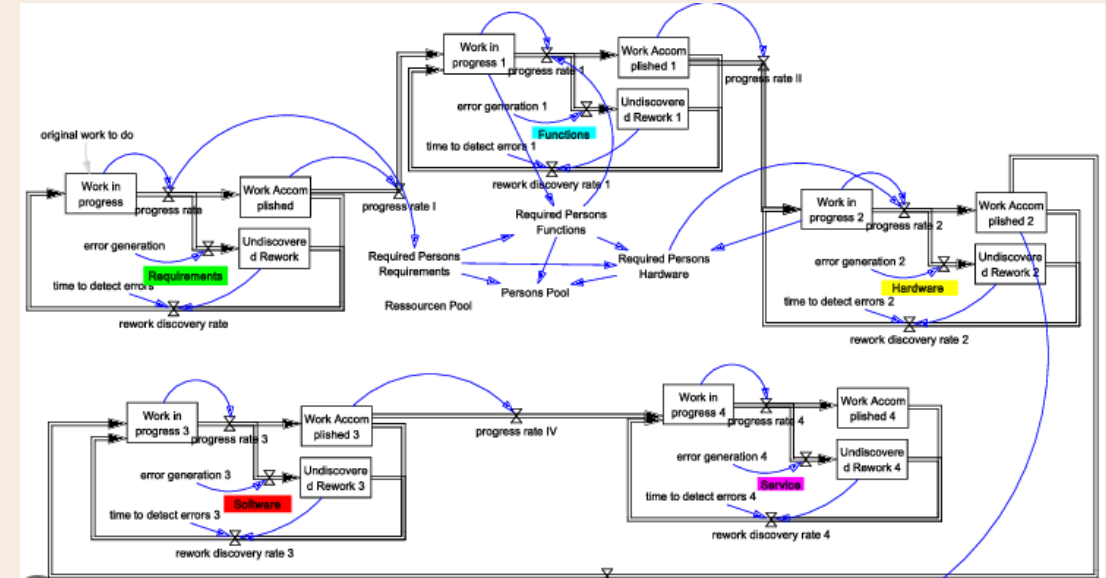 Work in
progress 1
progress rate 1
Work Accom
plished 1
progress rate II
error generation 1
Undiscovere
d Rework 1
Functions
time to detect errors 1
rework discovery rate 1
original work to do
Work in
progress
progress rate
Work Accom
plished
progress rate I
error generation
Undiscovere
d Rework
Requirements
time to detect errors
rework discovery rate
Required Persons
Functions
Required Persons
Requirements
Required Persons
Hardware
Persons Pool
Ressourcen Pool
Work in
progress 2
progress rate 2
Work Accom
plished 2
error generation 2
Undiscovere
d Rework 2
Hardware
time to detect errors 2
rework discovery rate 2
Work in
progress 3
progress rate 3
Work Accom
plished 3
progress rate IV
error generation 3
Undiscovere
d Rework 3
Software
time to detect errors 3
rework discovery rate 3
Work in
progress 4
progress rate 4
Work Accom
plished 4
error generation 4
Undiscovere
d Rework 4
Service
time to detect errors 4
rework discovery rate 4